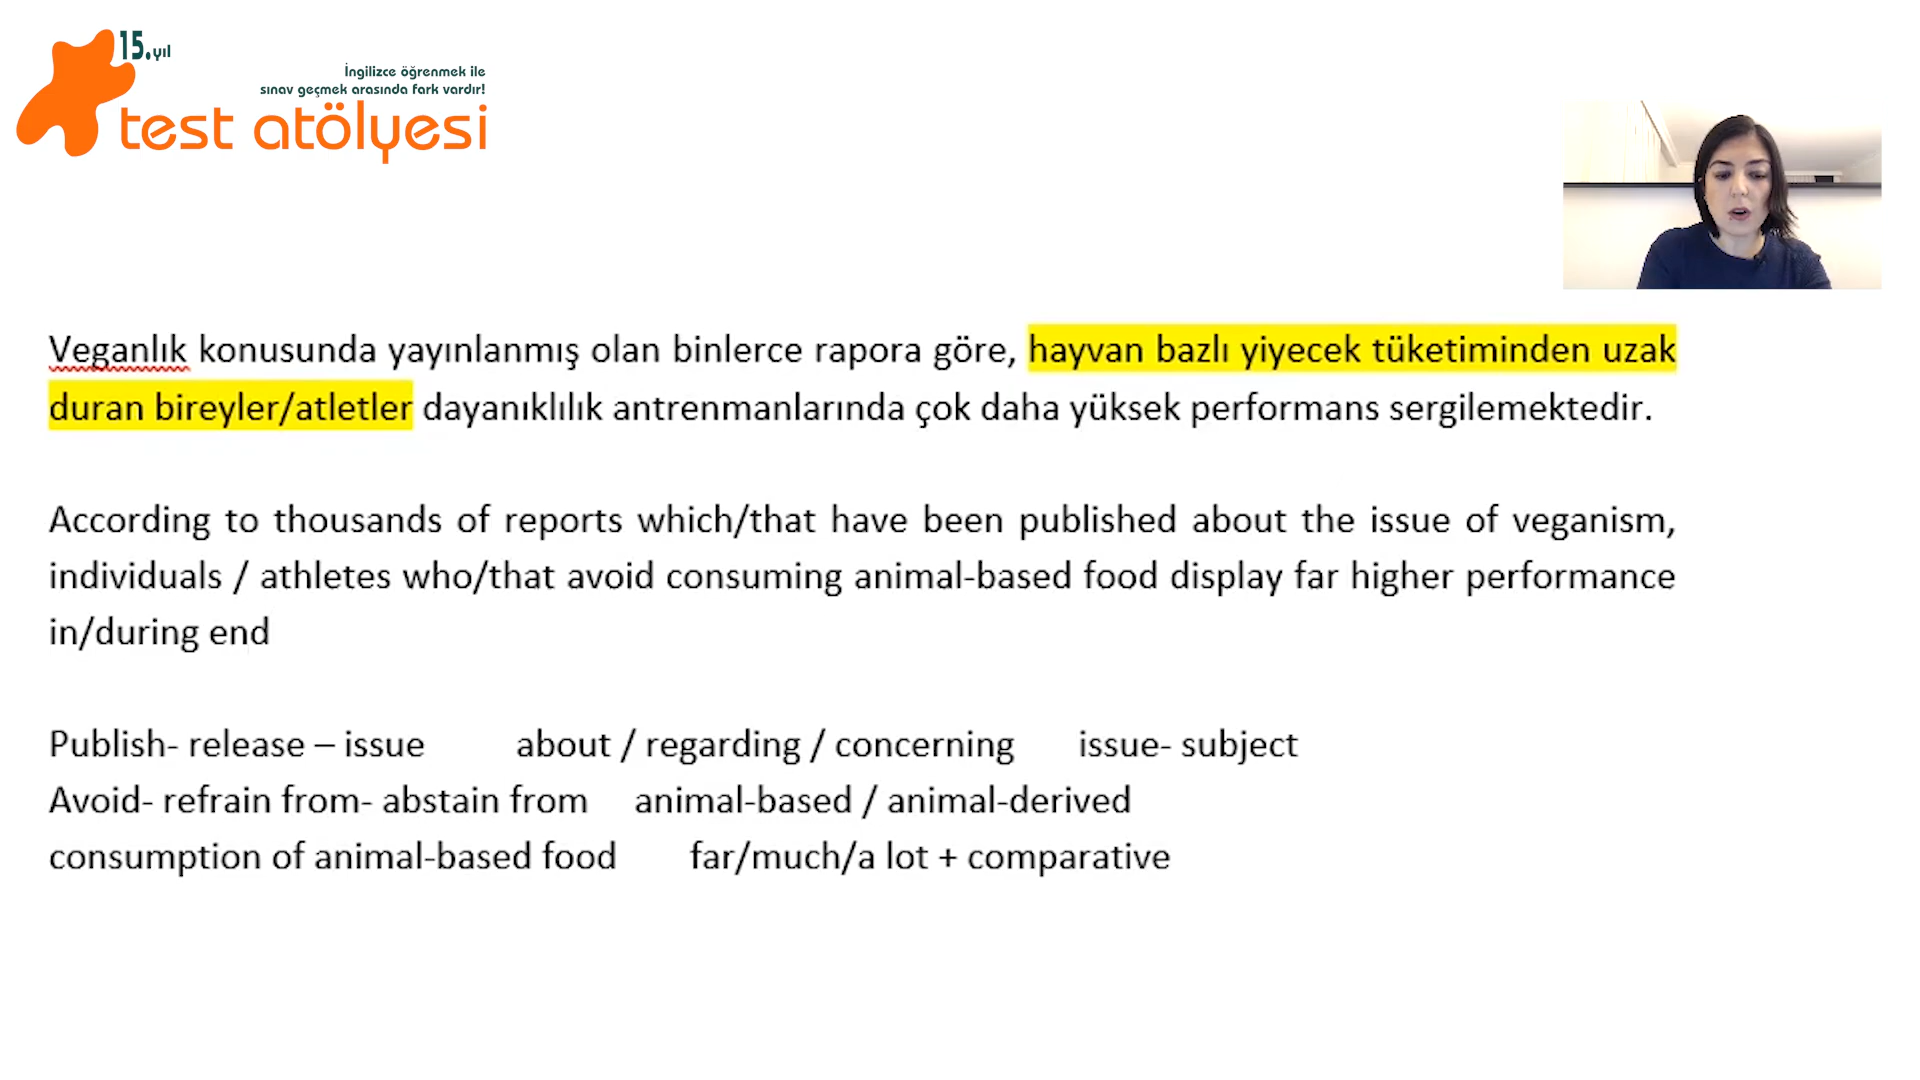 15.yıl
İngilizce öğrenmek ile
sınav geçmek arasında fark vardır!
test atölyesi
Veganlık konusunda yayınlanmış olan binlerce rapora göre, hayvan bazlı yiyecek tüketiminden uzak
duran bireyler/atletler dayanıklılık antrenmanlarında çok daha yüksek performans sergilemektedir.
According to thousands of reports which/that have been published about the issue of veganism,
individuals / athletes who/that avoid consuming animal-based food display far higher performance
in/during end
Publish- release – issue about / regarding / concerning issue- subject
Avoid- refrain from- abstain from animal-based / animal-derived
consumption of animal-based food far/much/a lot + comparative